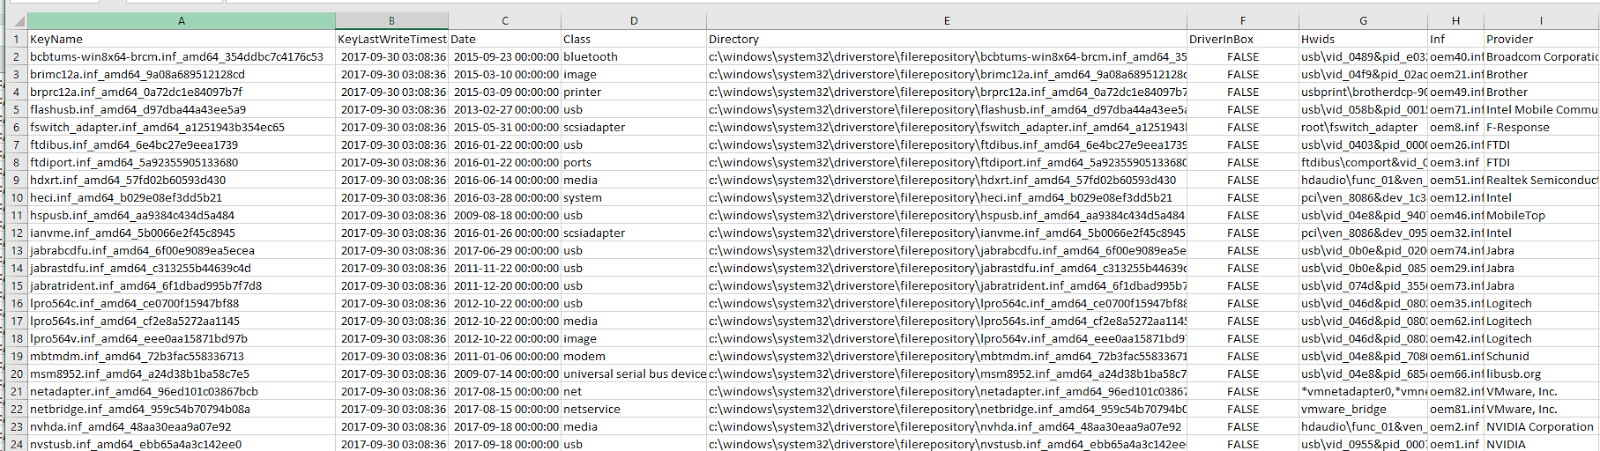 A B C D E F G H I
1 KeyName KeyLastWriteTimest Date Class Directory DriverInBox Hwids Inf Provider
2 bcbtums-win8x64-brcm.inf_amd64_354ddbc7c4176c53 2017-09-30 03:08:36 2015-09-23 00:00:00 bluetooth c:\windows\system32\driverstore\filerepository\bcbtums-win8x64-brcm.inf_amd64_35 FALSE usb\vid_0489&pid_e03 oem40.inf Broadcom Corporatio
3 brimc12a.inf_amd64_9a08a689512128cd 2017-09-30 03:08:36 2015-03-10 00:00:00 image c:\windows\system32\driverstore\filerepository\brimc12a.inf_amd64_9a08a689512128c FALSE usb\vid_04f9&pid_02ac oem21.inf Brother
4 brprc12a.inf_amd64_0a72dc1e84097b7f 2017-09-30 03:08:36 2015-03-09 00:00:00 printer c:\windows\system32\driverstore\filerepository\brprc12a.inf_amd64_0a72dc1e84097b7 FALSE usbprint\brotherdcp-90 oem49.inf Brother
5 flashusb.inf_amd64_d97dba44a43ee5a9 2017-09-30 03:08:36 2013-02-27 00:00:00 usb c:\windows\system32\driverstore\filerepository\flashusb.inf_amd64_d97dba44a43ee5a FALSE usb\vid_058b&pid_001 oem71.inf Intel Mobile Commu
6 fswitch_adapter.inf_amd64_a1251943b354ec65 2017-09-30 03:08:36 2015-05-31 00:00:00 scsiadapter c:\windows\system32\driverstore\filerepository\fswitch_adapter.inf_amd64_a1251943 FALSE root\fswitch_adapter oem8.inf F-Response
7 ftdibus.inf_amd64_6e4bc27e9eea1739 2017-09-30 03:08:36 2016-01-22 00:00:00 usb c:\windows\system32\driverstore\filerepository\ftdibus.inf_amd64_6e4bc27e9eea1739 FALSE usb\vid_0403&pid_000 oem26.inf FTDI
8 ftdiport.inf_amd64_5a92355905133680 2017-09-30 03:08:36 2016-01-22 00:00:00 ports c:\windows\system32\driverstore\filerepository\ftdiport.inf_amd64_5a92355905133680 FALSE ftdibus\comport&vid_0 oem3.inf FTDI
9 hdxrt.inf_amd64_57fd02b60593d430 2017-09-30 03:08:36 2016-06-14 00:00:00 media c:\windows\system32\driverstore\filerepository\hdxrt.inf_amd64_57fd02b60593d430 FALSE hdaudio\func_01&ven_ oem51.inf Realtek Semiconduct
10 heci.inf_amd64_b029e08ef3dd5b21 2017-09-30 03:08:36 2016-03-28 00:00:00 system c:\windows\system32\driverstore\filerepository\heci.inf_amd64_b029e08ef3dd5b21 FALSE pci\ven_8086&dev_1c3 oem12.inf Intel
11 hspusb.inf_amd64_aa9384c434d5a484 2017-09-30 03:08:36 2009-08-18 00:00:00 usb c:\windows\system32\driverstore\filerepository\hspusb.inf_amd64_aa9384c434d5a484 FALSE usb\vid_04e8&pid_940 oem46.inf MobileTop
12 ianvme.inf_amd64_5b0066e2f45c8945 2017-09-30 03:08:36 2016-01-26 00:00:00 scsiadapter c:\windows\system32\driverstore\filerepository\ianvme.inf_amd64_5b0066e2f45c8945 FALSE pci\ven_8086&dev_095 oem32.inf Intel
13 jabrabcdfu.inf_amd64_6f00e9089ea5ecea 2017-09-30 03:08:36 2017-06-29 00:00:00 usb c:\windows\system32\driverstore\filerepository\jabrabcdfu.inf_amd64_6f00e9089ea5e FALSE usb\vid_0b0e&pid_020 oem74.inf Jabra
14 jabrastdfu.inf_amd64_c313255b44639c4d 2017-09-30 03:08:36 2011-11-22 00:00:00 usb c:\windows\system32\driverstore\filerepository\jabrastdfu.inf_amd64_c313255b44639c FALSE usb\vid_0b0e&pid_085 oem29.inf Jabra
15 jabratrident.inf_amd64_6f1dbad995b7f7d8 2017-09-30 03:08:36 2011-12-20 00:00:00 usb c:\windows\system32\driverstore\filerepository\jabratrident.inf_amd64_6f1dbad995b7 FALSE usb\vid_074d&pid_355 oem73.inf Jabra
16 lpro564c.inf_amd64_ce0700f15947bf88 2017-09-30 03:08:36 2012-10-22 00:00:00 usb c:\windows\system32\driverstore\filerepository\lpro564c.inf_amd64_ce0700f15947bf88 FALSE usb\vid_046d&pid_080 oem35.inf Logitech
17 lpro564s.inf_amd64_cf2e8a5272aa1145 2017-09-30 03:08:36 2012-10-22 00:00:00 media c:\windows\system32\driverstore\filerepository\lpro564s.inf_amd64_cf2e8a5272aa114 FALSE usb\vid_046d&pid_080 oem62.inf Logitech
18 lpro564v.inf_amd64_eee0aa15871bd97b 2017-09-30 03:08:36 2012-10-22 00:00:00 image c:\windows\system32\driverstore\filerepository\lpro564v.inf_amd64_eee0aa15871bd97 FALSE usb\vid_046d&pid_080 oem42.inf Logitech
19 mbtmdm.inf_amd64_72b3fac558336713 2017-09-30 03:08:36 2011-01-06 00:00:00 modem c:\windows\system32\driverstore\filerepository\mbtmdm.inf_amd64_72b3fac55833671 FALSE usb\vid_04e8&pid_708 oem61.inf Schunid
20 msm8952.inf_amd64_a24d38b1ba58c7e5 2017-09-30 03:08:36 2009-07-14 00:00:00 universal serial bus device c:\windows\system32\driverstore\filerepository\msm8952.inf_amd64_a24d38b1ba58c7 FALSE usb\vid_04e8&pid_685 oem66.inf libusb.org
21 netadapter.inf_amd64_96ed101c03867bcb 2017-09-30 03:08:36 2017-08-15 00:00:00 net c:\windows\system32\driverstore\filerepository\netadapter.inf_amd64_96ed101c03867 FALSE *vmnetadapter0,*vmne oem82.inf VMware, Inc.
22 netbridge.inf_amd64_959c54b70794b08a 2017-09-30 03:08:36 2017-08-15 00:00:00 netservice c:\windows\system32\driverstore\filerepository\netbridge.inf_amd64_959c54b70794b0 FALSE vmware_bridge oem81.inf VMware, Inc.
23 nvhda.inf_amd64_48aa30eaa9a07e92 2017-09-30 03:08:36 2017-09-18 00:00:00 media c:\windows\system32\driverstore\filerepository\nvhda.inf_amd64_48aa30eaa9a07e92 FALSE hdaudio\func_01&ven_ oem2.inf NVIDIA Corporation
24 nvstusb.inf_amd64_ebb65a4a3c142ee0 2017-09-30 03:08:36 2017-09-18 00:00:00 usb c:\windows\system32\driverstore\filerepository\nvstusb.inf_amd64_ebb65a4a3c142ee FALSE usb\vid_0955&pid_000 oem1.inf NVIDIA